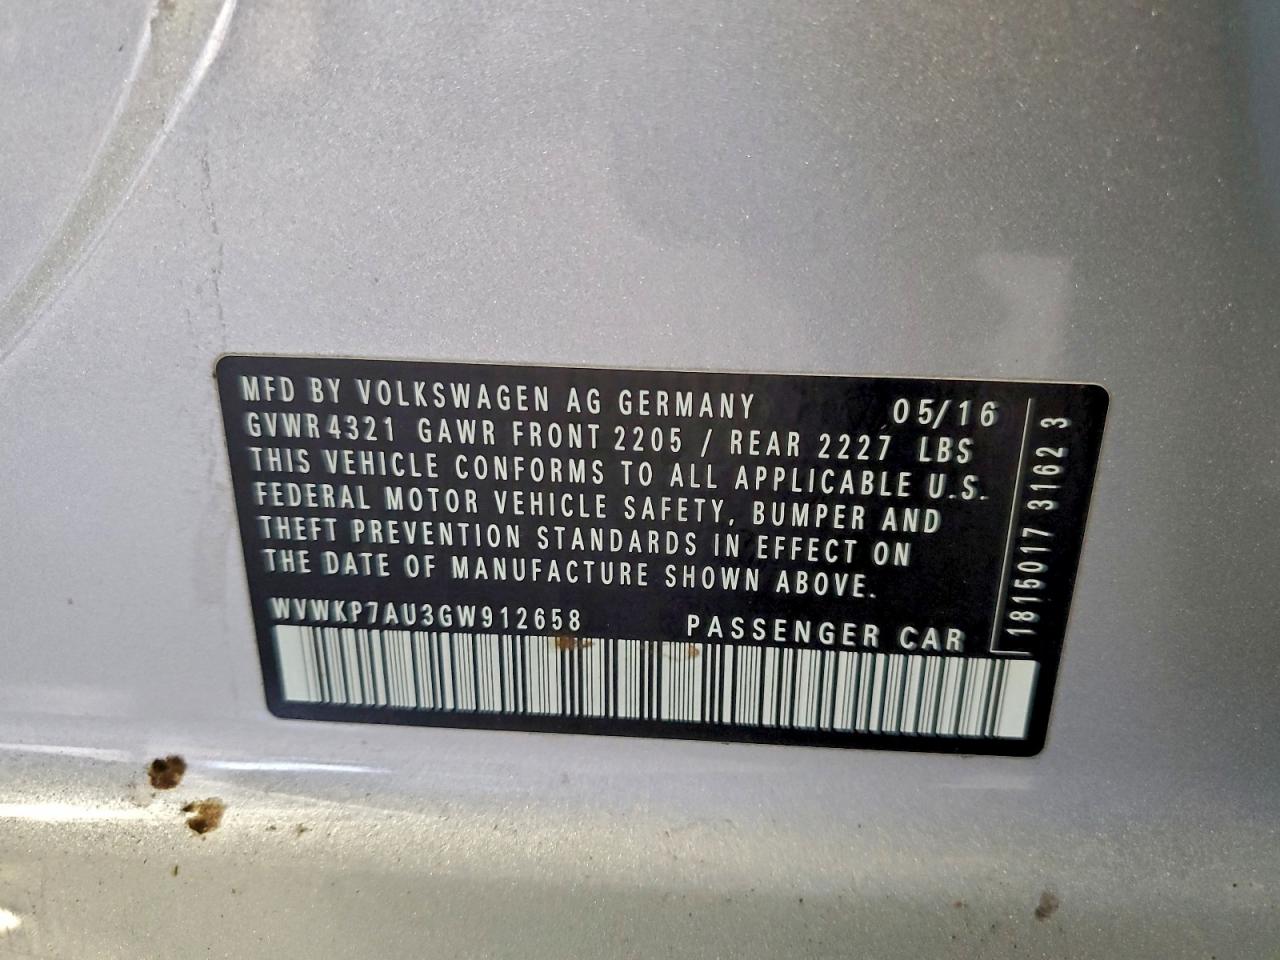 MFD BY VOLKSWAGEN AG GERMANY 05/16
GVWR 4321 GAWR FRONT 2205 / REAR 2227 LBS
THIS VEHICLE CONFORMS TO ALL APPLICABLE U.S.
FEDERAL MOTOR VEHICLE SAFETY, BUMPER AND
THEFT PREVENTION STANDARDS IN EFFECT ON
THE DATE OF MANUFACTURE SHOWN ABOVE.
WVWKP7AU3GW912658 PASSENGER CAR
1815017 3162 3